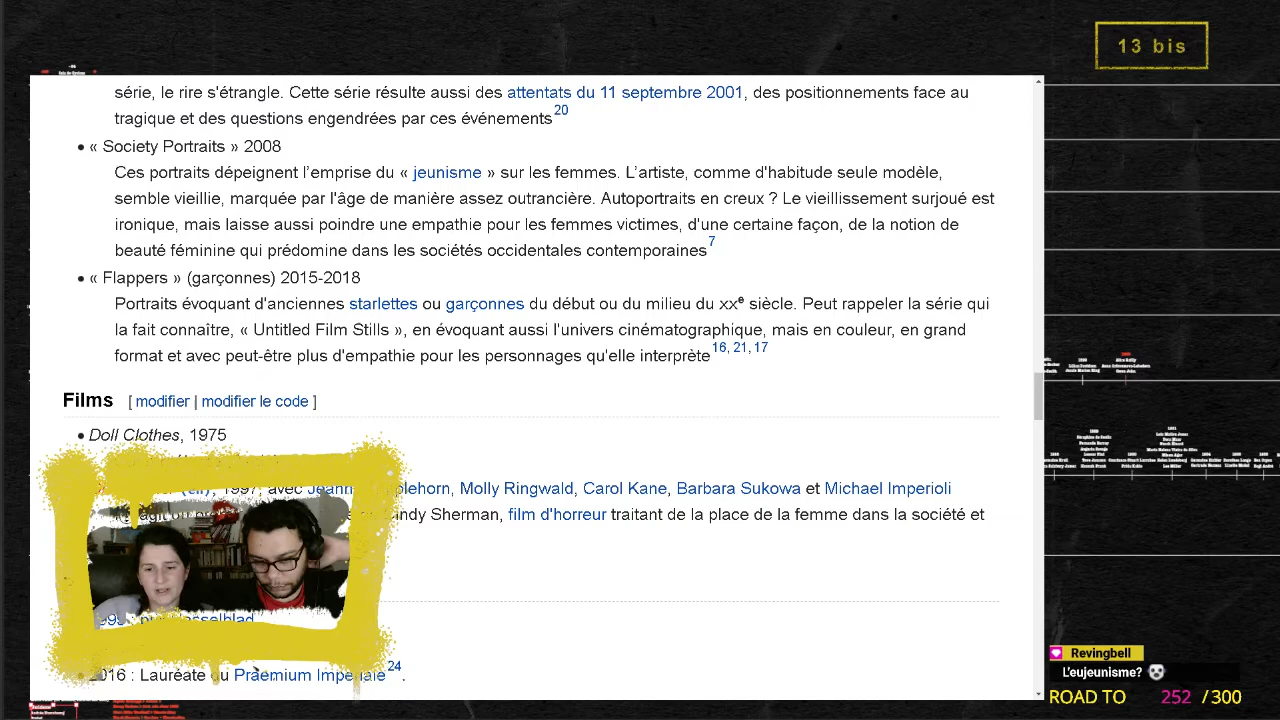 13 bis
série, le rire s'étrangle. Cette série résulte aussi des attentats du 11 septembre 2001, des positionnements face au
tragique et des questions engendrées par ces événements20
• « Society Portraits » 2008
Ces portraits dépeignent l'emprise du « jeunisme » sur les femmes. L'artiste, comme d'habitude seule modèle,
semble vieillie, marquée par l'âge de manière assez outrancière. Autoportraits en creux ? Le vieillissement surjoué est
ironique, mais laisse aussi poindre une empathie pour les femmes victimes, d'une certaine façon, de la notion de
beauté féminine qui prédomine dans les sociétés occidentales contemporaines7
• « Flappers » (garçonnes) 2015-2018
Portraits évoquant d'anciennes starlettes ou garçonnes du début ou du milieu du xxe siècle. Peut rappeler la série qui
la fait connaître, « Untitled Film Stills », en évoquant aussi l'univers cinématographique, mais en couleur, en grand
format et avec peut-être plus d'empathie pour les personnages qu'elle interprète16, 21, 17
Films [ modifier | modifier le code ]
• Doll Clothes, 1975
1997, avec Molly Ringwald, Carol Kane, Barbara Sukowa et Michael Imperioli
Sherman, film d'horreur traitant de la place de la femme dans la société et
2016 : Lauréate du Praemium Imperiale24.
Revingbell
L'eujeunisme?
ROAD TO 252 / 300